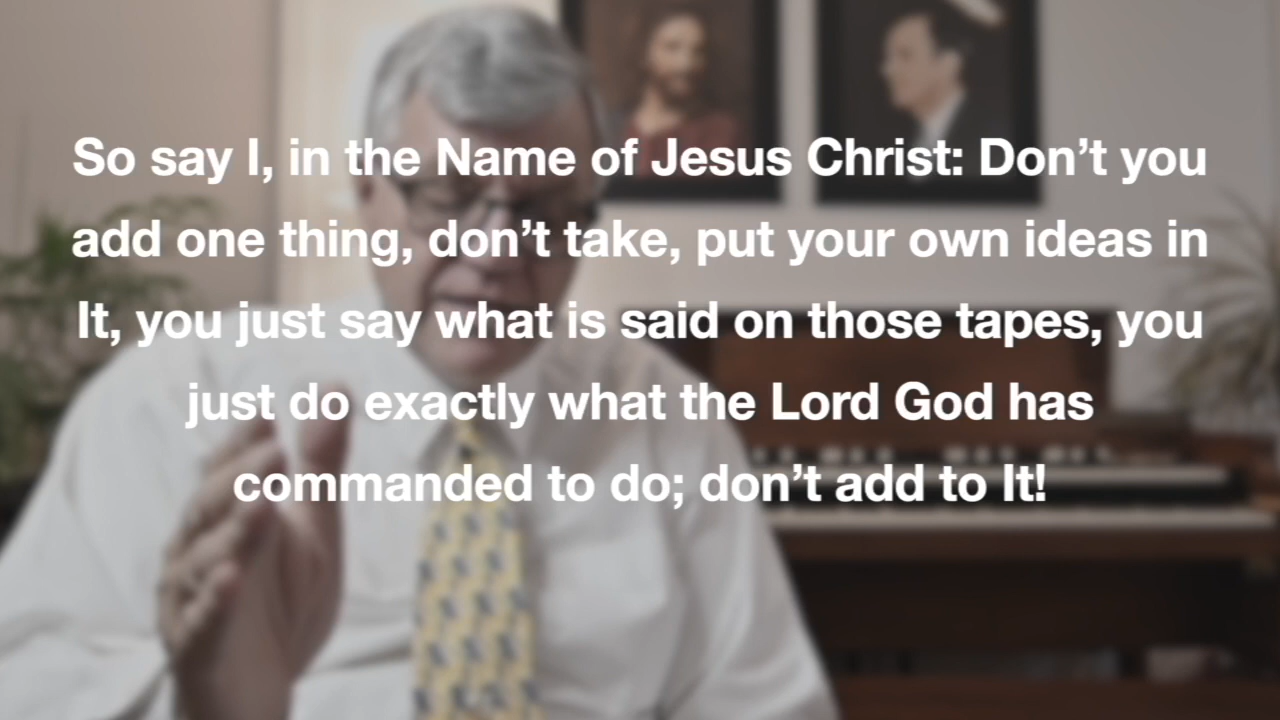 So say I, in the Name of Jesus Christ: Don’t you
add one thing, don’t take, put your own ideas in
It, you just say what is said on those tapes, you
just do exactly what the Lord God has
commanded to do; don’t add to It!